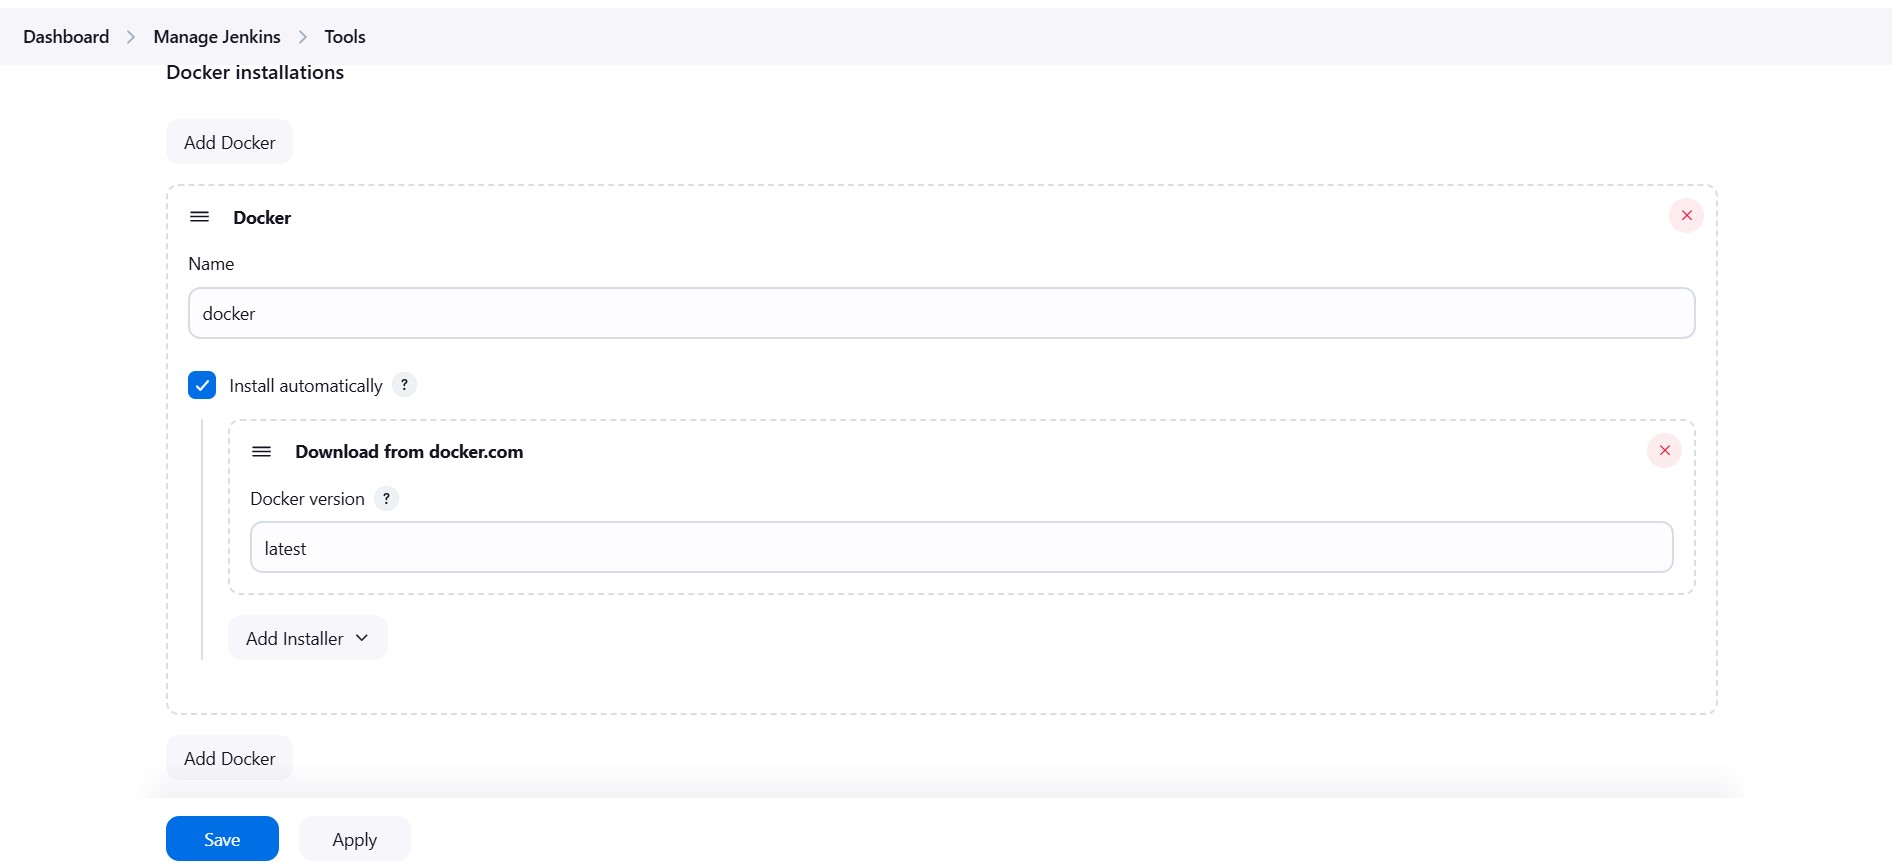 Dashboard > Manage Jenkins > Tools
Docker installations
Add Docker
Docker
Name
docker
Install automatically ?
Download from docker.com
Docker version ?
latest
Add Installer
Add Docker
Save Apply